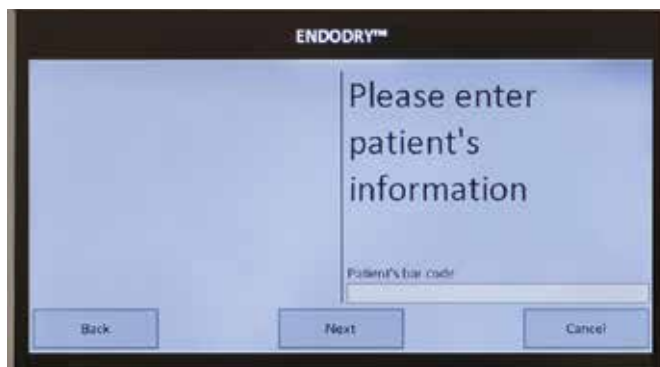 ENDODRY™
Please enter
patient's
information
Patient's bar code
Back
Next
Cancel